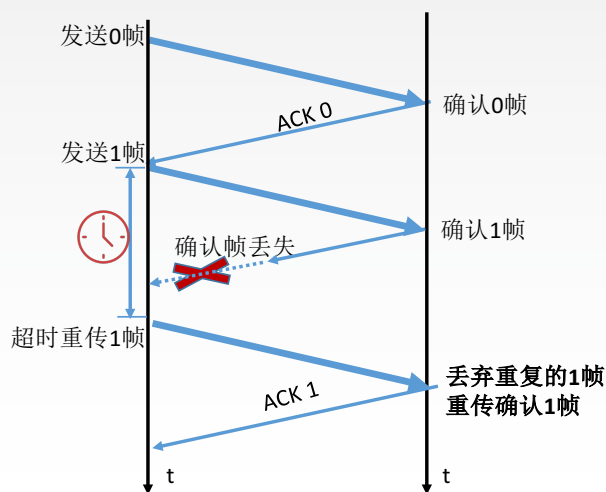 发送0帧
ACK 0
确认0帧
发送1帧
确认1帧
确认帧丢失
超时重传1帧
丢弃重复的1帧
重传确认1帧
ACK 1
t
t